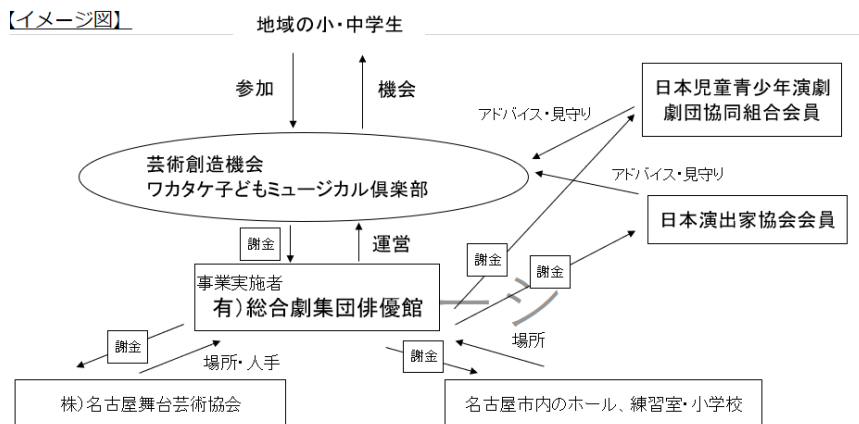 【イメージ図】
地域の小・中学生
参加
機会
日本児童青少年演劇
劇団協同組合会員
アドバイス・見守り
芸術創造機会
ワカタケ子どもミュージカル倶楽部
アドバイス・見守り
日本演出家協会会員
謝金
運営
謝金
謝金
事業実施者
有）総合劇集団俳優館
ーシ
謝金
場所・人手
謝金
場所
株）名古屋舞台芸術協会
名古屋市内のホール、練習室・小学校